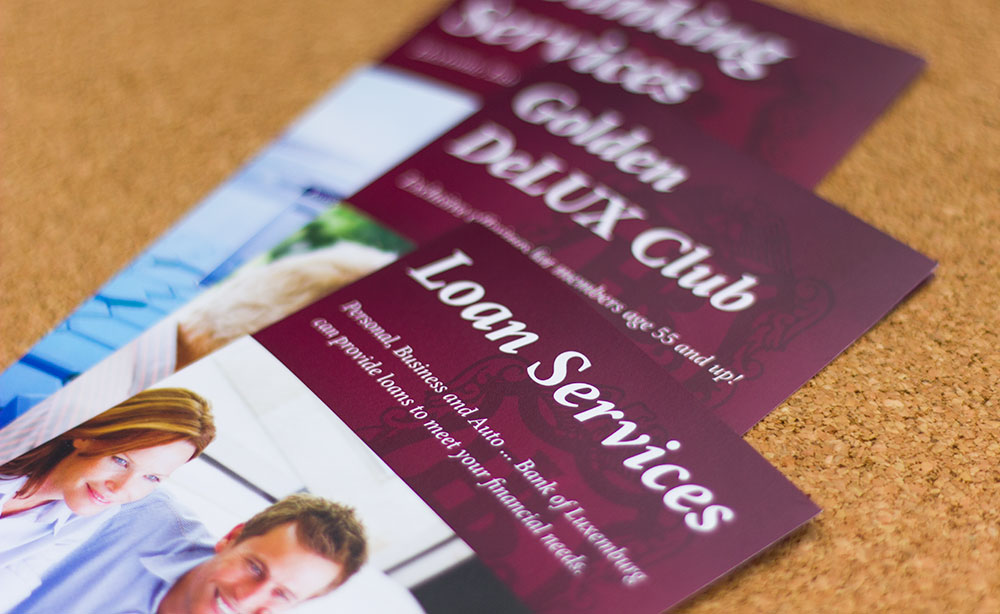 Services
Golden
DeLUX Club
Exclusive offerings for members age 55 and up!
Loan Services
Personal, Business and Auto ... Bank of Luxemburg
can provide loans to meet your financial needs.